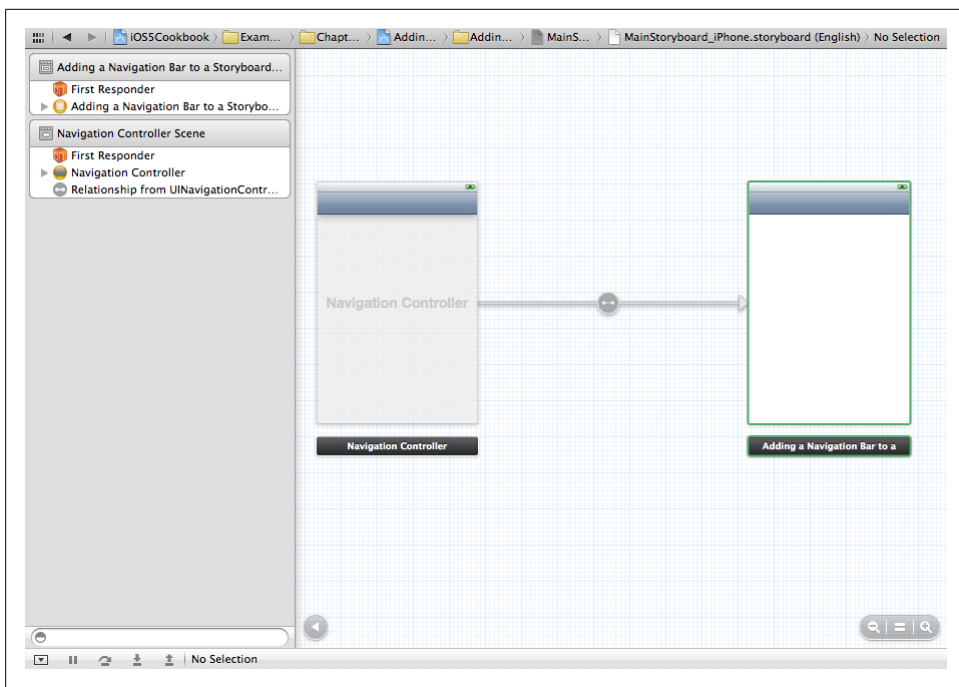 iOS5Cookbook Exam... Chapt... Addin... Addin... MainS... MainStoryboard_iPhone.storyboard (English) No Selection
Adding a Navigation Bar to a Storyboard...
First Responder
Adding a Navigation Bar to a Storybo...
Navigation Controller Scene
First Responder
Navigation Controller
Relationship from UINavigationContr...
Navigation Controller
Navigation Controller
Adding a Navigation Bar to a
No Selection